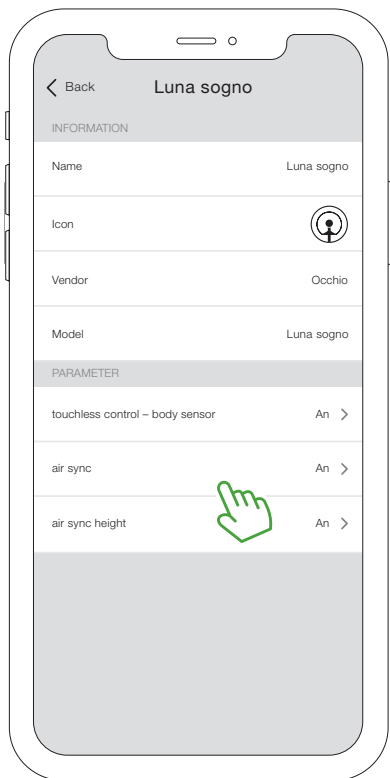 Back Luna sogno
INFORMATION
Name Luna sogno
Icon
Vendor Occhio
Model Luna sogno
PARAMETER
touchless control – body sensor An
air sync An
air sync height An